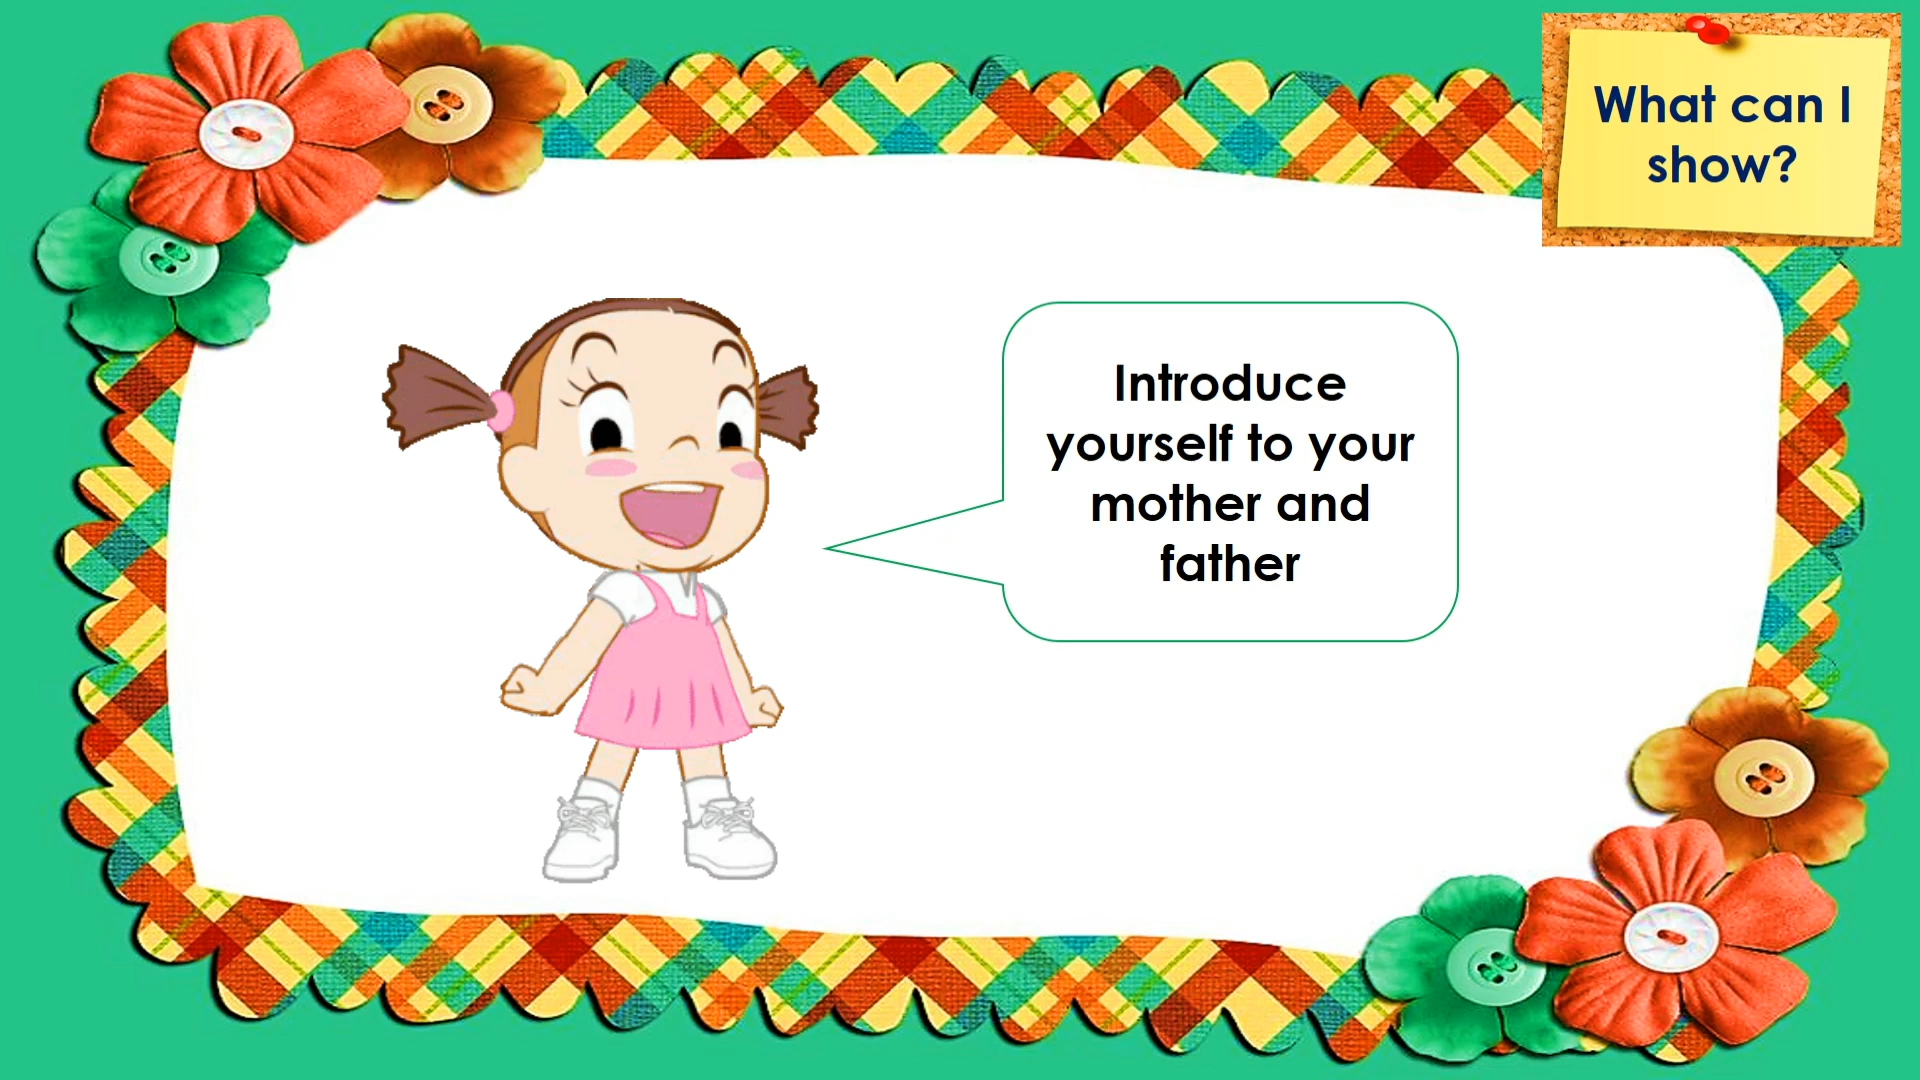 What can I
show?
Introduce
yourself to your
mother and
father